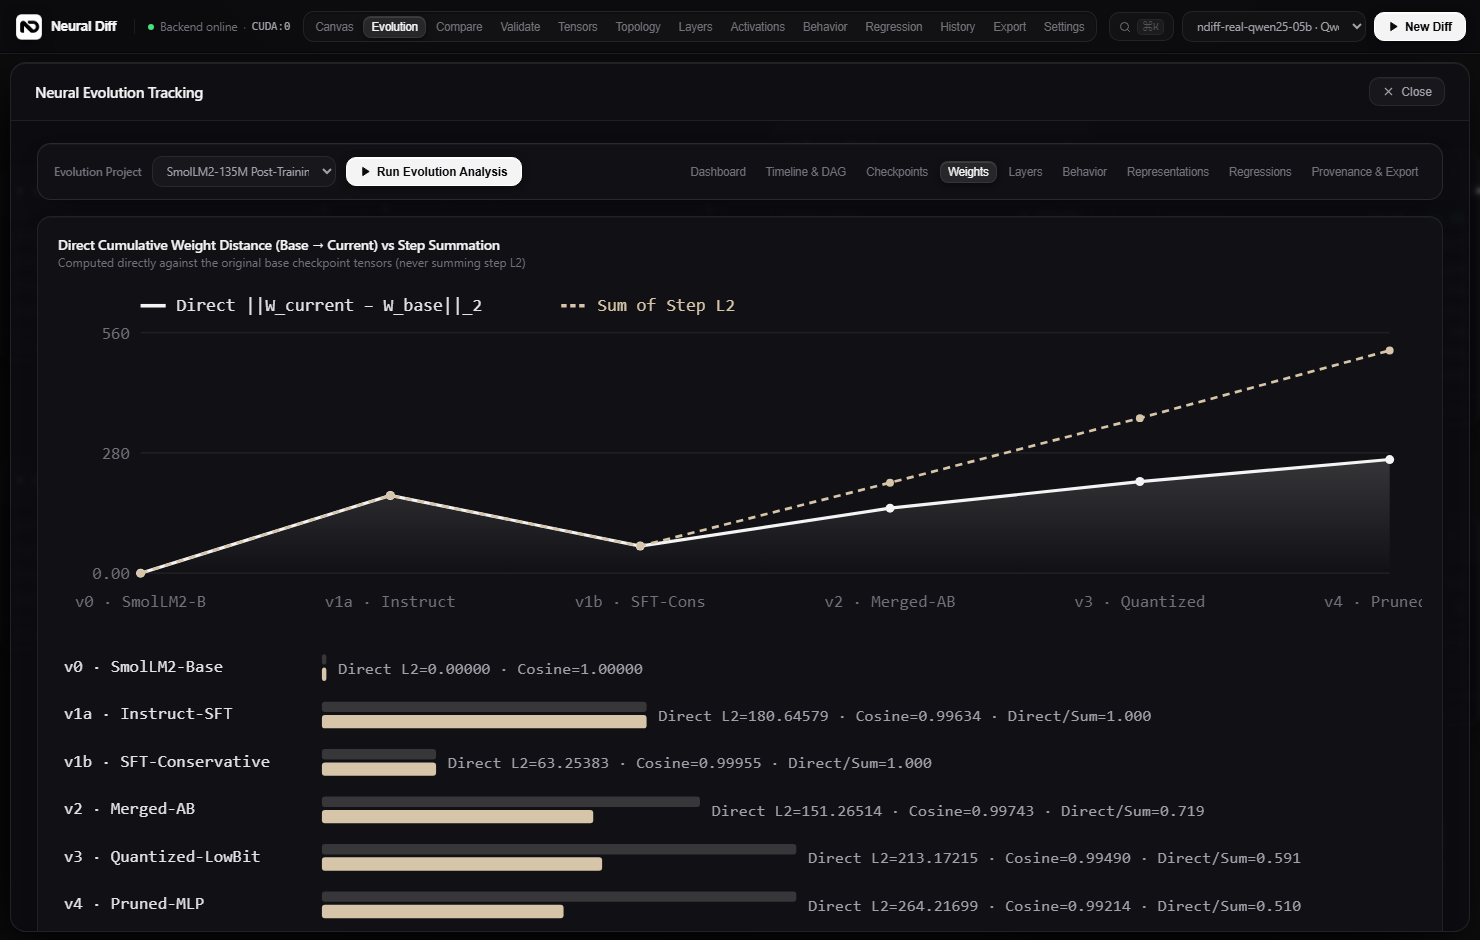 Neural Diff
Backend online · CUDA:0
Canvas
Evolution
Compare
Validate
Tensors
Topology
Layers
Activations
Behavior
Regression
History
Export
Settings
⌘K
ndiff-real-qwen25-05b · Qw
New Diff
Neural Evolution Tracking
Close
Evolution Project
SmolLM2-135M Post-Trainin
Run Evolution Analysis
Dashboard
Timeline & DAG
Checkpoints
Weights
Layers
Behavior
Representations
Regressions
Provenance & Export
Direct Cumulative Weight Distance (Base → Current) vs Step Summation
Computed directly against the original base checkpoint tensors (never summing step L2)
Direct ||W_current − W_base||_2
Sum of Step L2
560
280
0.00
v0 · SmolLM2-B
v1a · Instruct
v1b · SFT-Cons
v2 · Merged-AB
v3 · Quantized
v4 · Pruned
v0 · SmolLM2-Base
Direct L2=0.00000 · Cosine=1.00000
v1a · Instruct-SFT
Direct L2=180.64579 · Cosine=0.99634 · Direct/Sum=1.000
v1b · SFT-Conservative
Direct L2=63.25383 · Cosine=0.99955 · Direct/Sum=1.000
v2 · Merged-AB
Direct L2=151.26514 · Cosine=0.99743 · Direct/Sum=0.719
v3 · Quantized-LowBit
Direct L2=213.17215 · Cosine=0.99490 · Direct/Sum=0.591
v4 · Pruned-MLP
Direct L2=264.21699 · Cosine=0.99214 · Direct/Sum=0.510